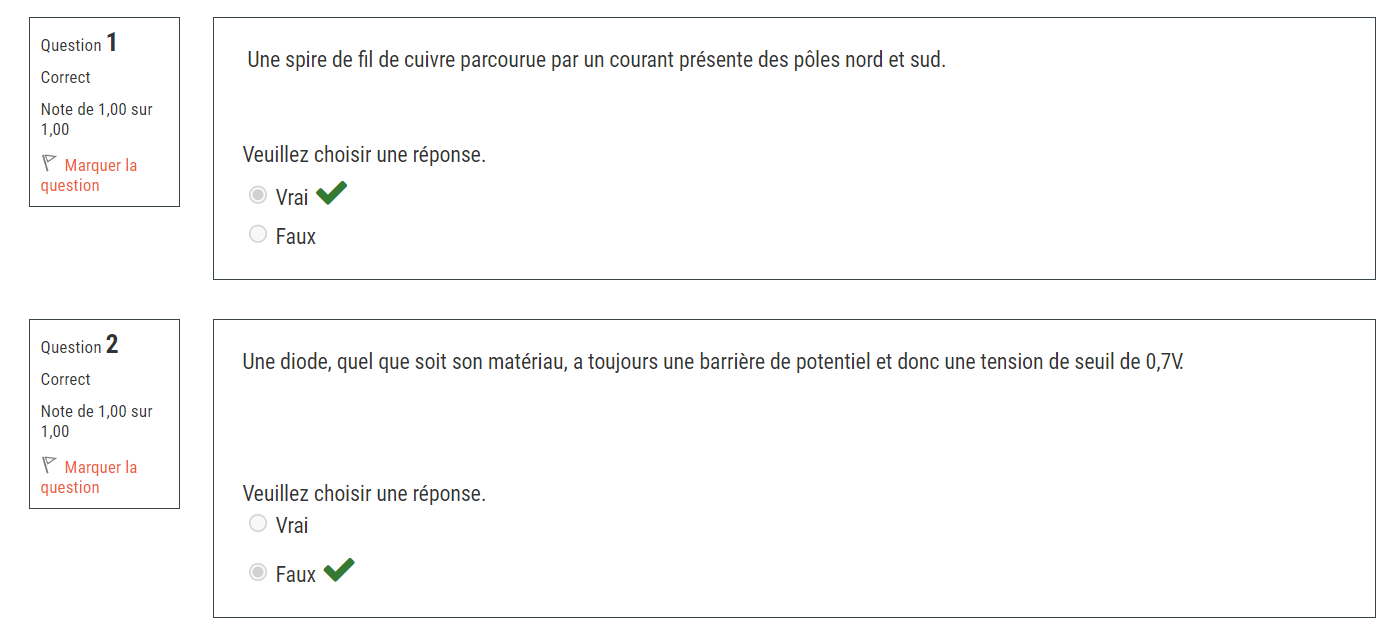 Question 1
Correct
Note de 1,00 sur
1,00
Marquer la
question
Une spire de fil de cuivre parcourue par un courant présente des pôles nord et sud.
Veuillez choisir une réponse.
Vrai
Faux
Question 2
Correct
Note de 1,00 sur
1,00
Marquer la
question
Une diode, quel que soit son matériau, a toujours une barrière de potentiel et donc une tension de seuil de 0,7V.
Veuillez choisir une réponse.
Vrai
Faux